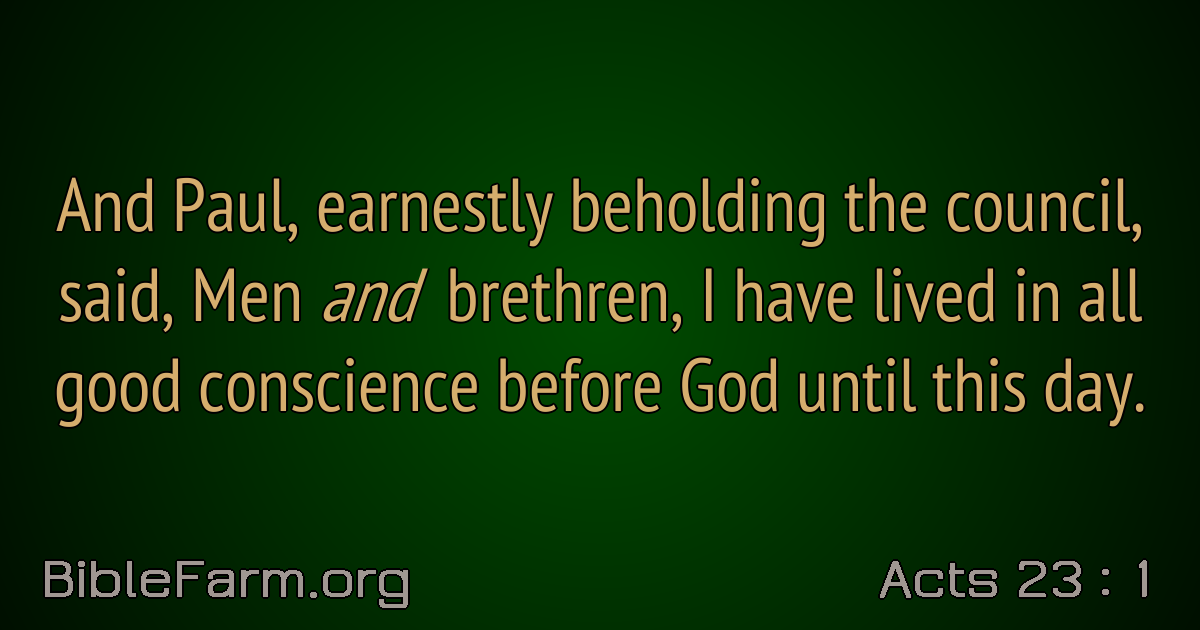 And Paul, earnestly beholding the council,
said, Men and brethren, I have lived in all
good conscience before God until this day.
BibleFarm.org
Acts 23 : 1